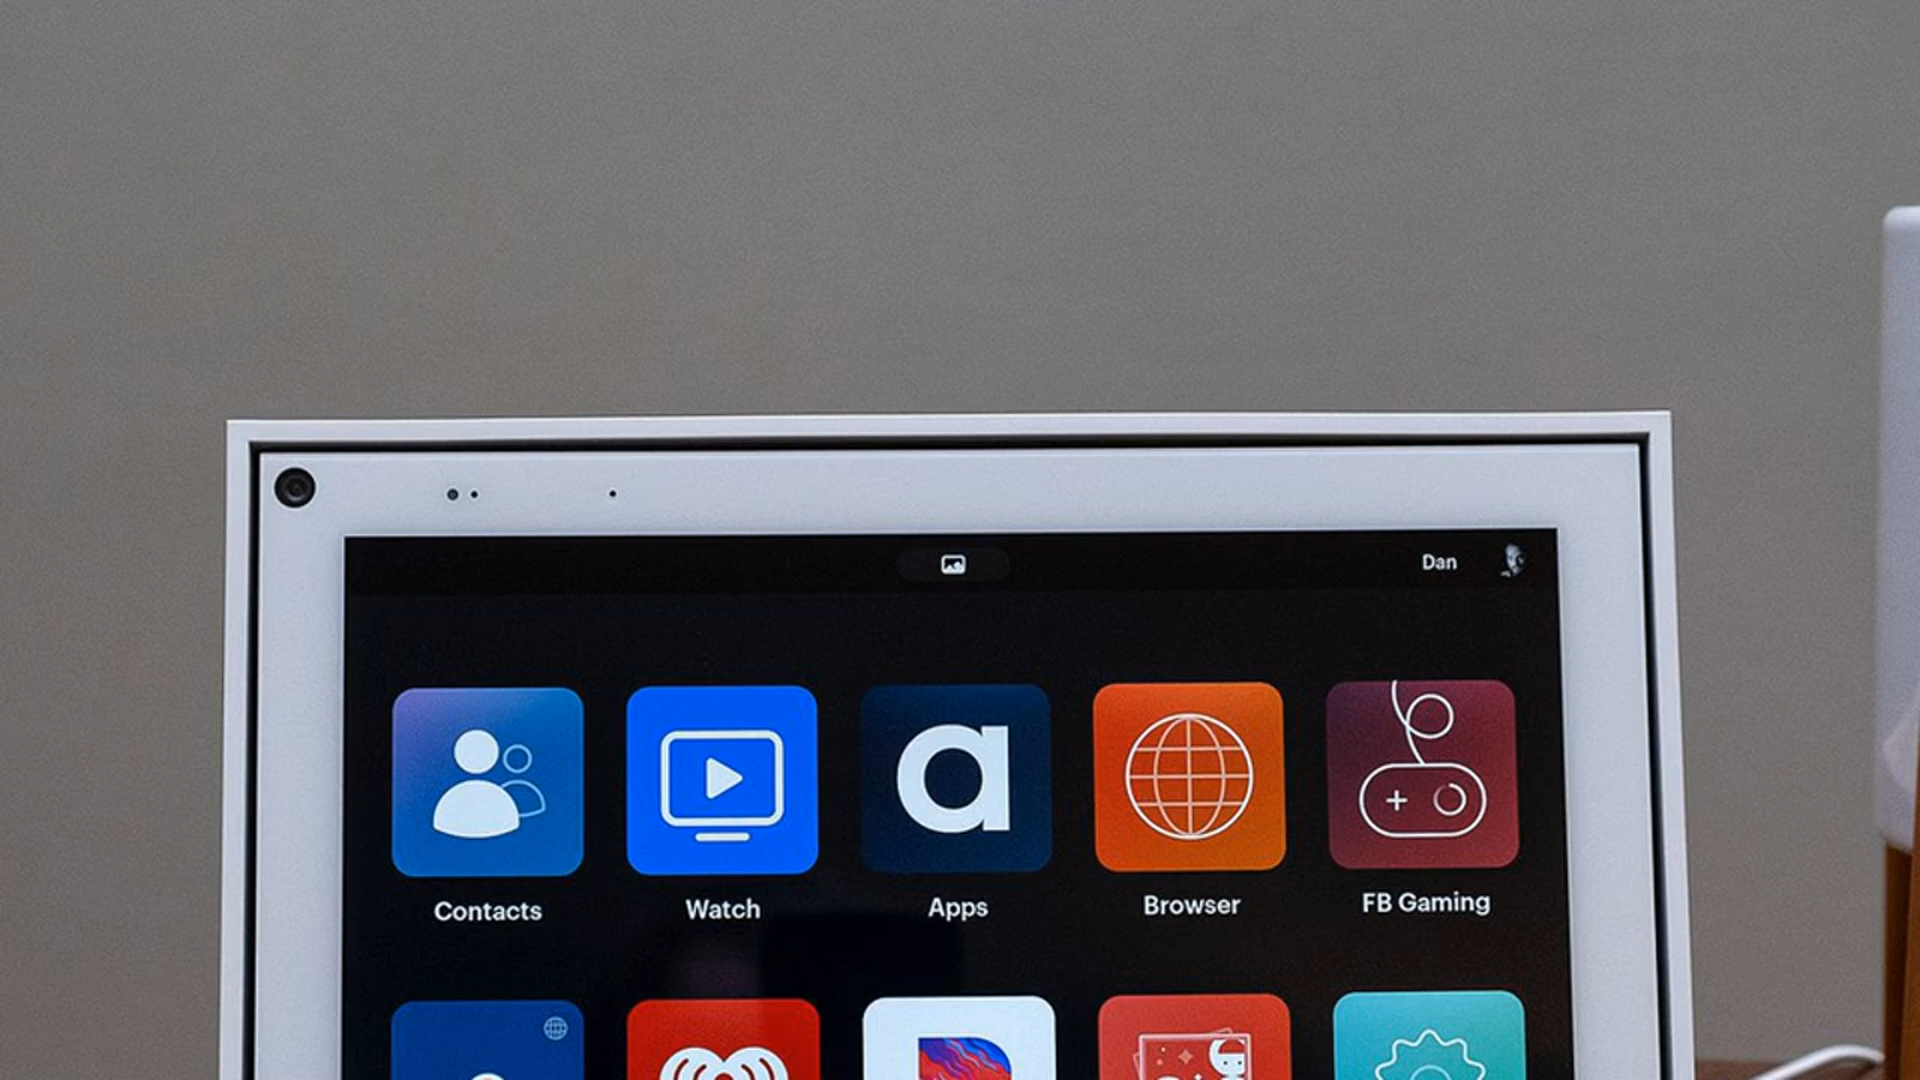 Dan
Contacts
Watch
a
Apps
Browser
FB Gaming